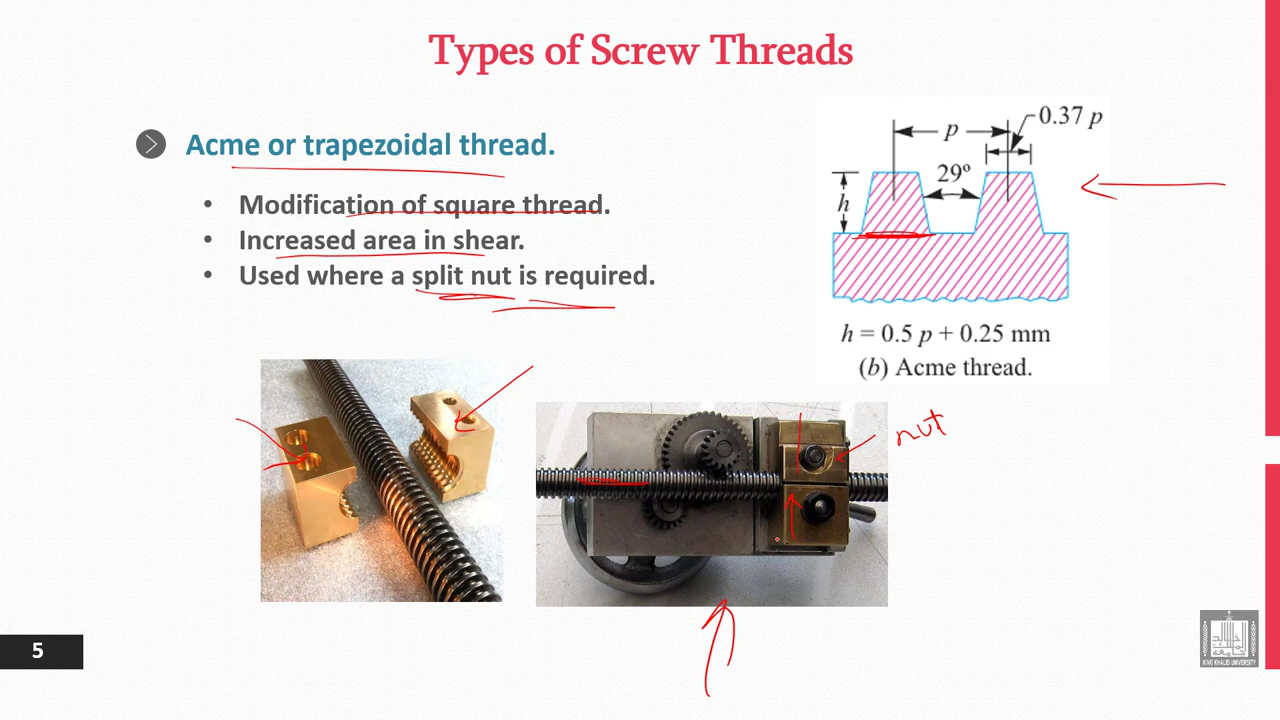 Types of Screw Threads
Acme or trapezoidal thread.
• Modification of square thread.
• Increased area in shear.
• Used where a split nut is required.
p
0.37 p
29º
h
h = 0.5 p + 0.25 mm
(b) Acme thread.
nut
5
KING KHALID UNIVERSITY